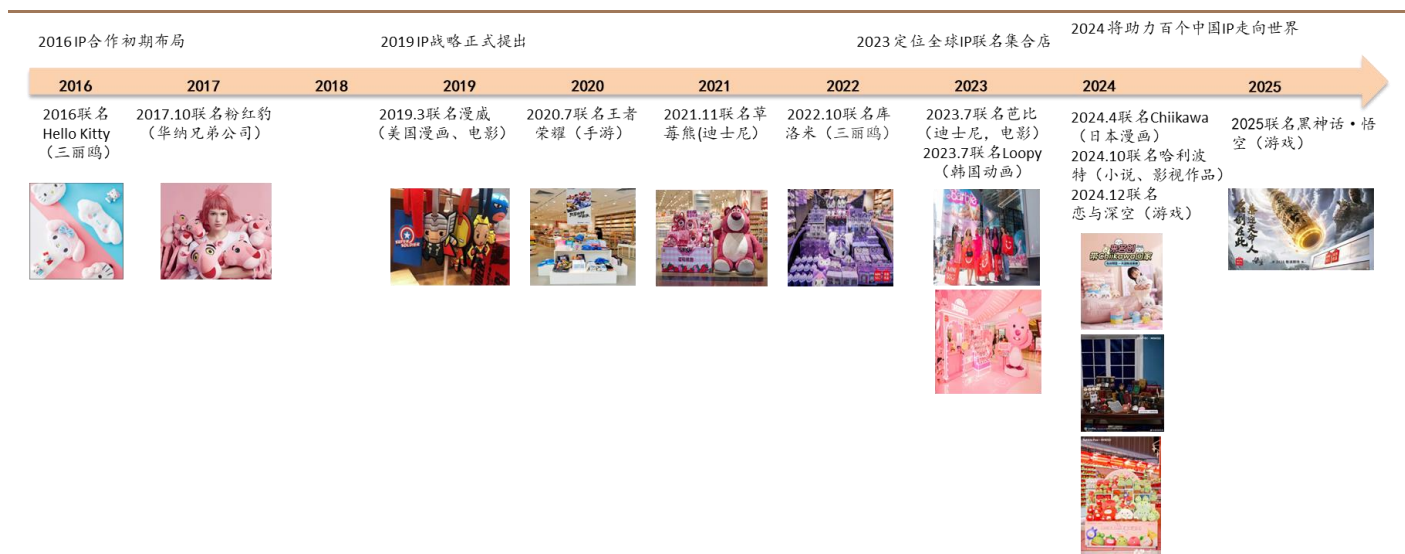 2016 IP合作初期布局
2019 IP战略正式提出
2023 定位全球IP联名集合店
2024 将助力百个中国IP走向世界
2016
2017
2018
2019
2020
2021
2022
2023
2024
2025
2016联名
Hello Kitty
（三丽鸥）
2017.10联名粉红豹
（华纳兄弟公司）
2019.3联名漫威
（美国漫画、电影）
2020.7联名王者
荣耀（手游）
2021.11联名草
莓熊(迪士尼)
2022.10联名库
洛米（三丽鸥）
2023.7联名芭比
（迪士尼，电影）
2023.7联名Loopy
（韩国动画）
2024.4联名Chiikawa
（日本漫画）
2024.10联名哈利波
特（小说、影视作品）
2024.12联名
恋与深空（游戏）
2025联名黑神话·悟
空（游戏）